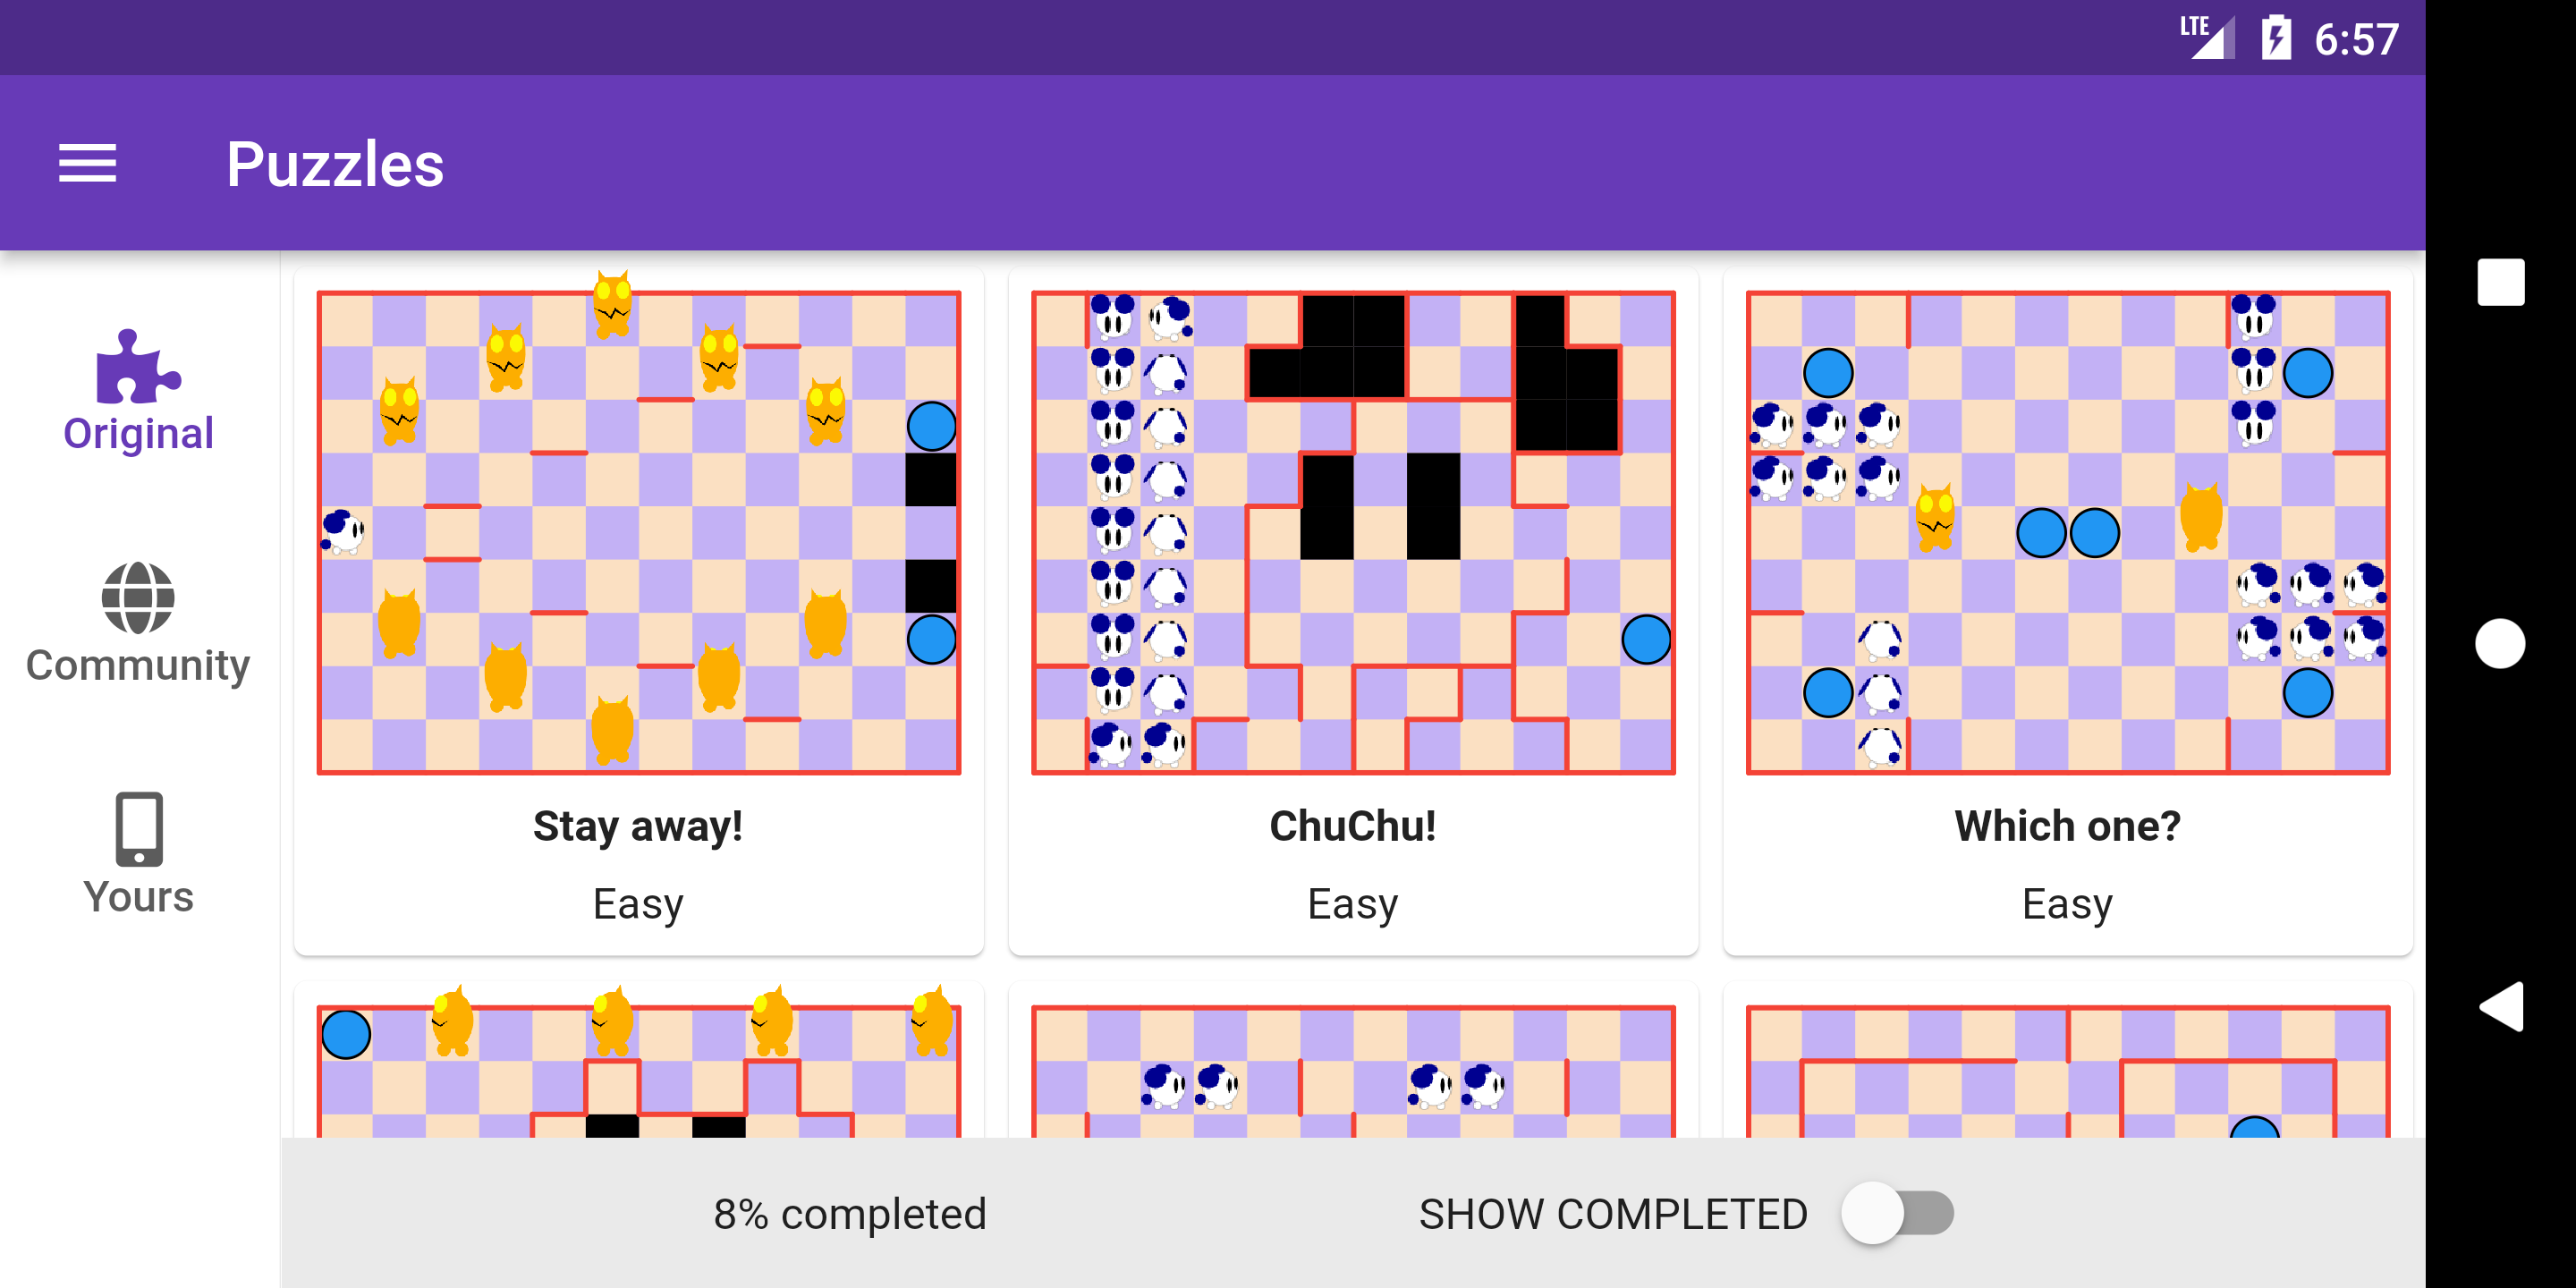 LTE 6:57
Puzzles
Original
Community
Yours
Stay away!
Easy
ChuChu!
Easy
Which one?
Easy
8% completed
SHOW COMPLETED